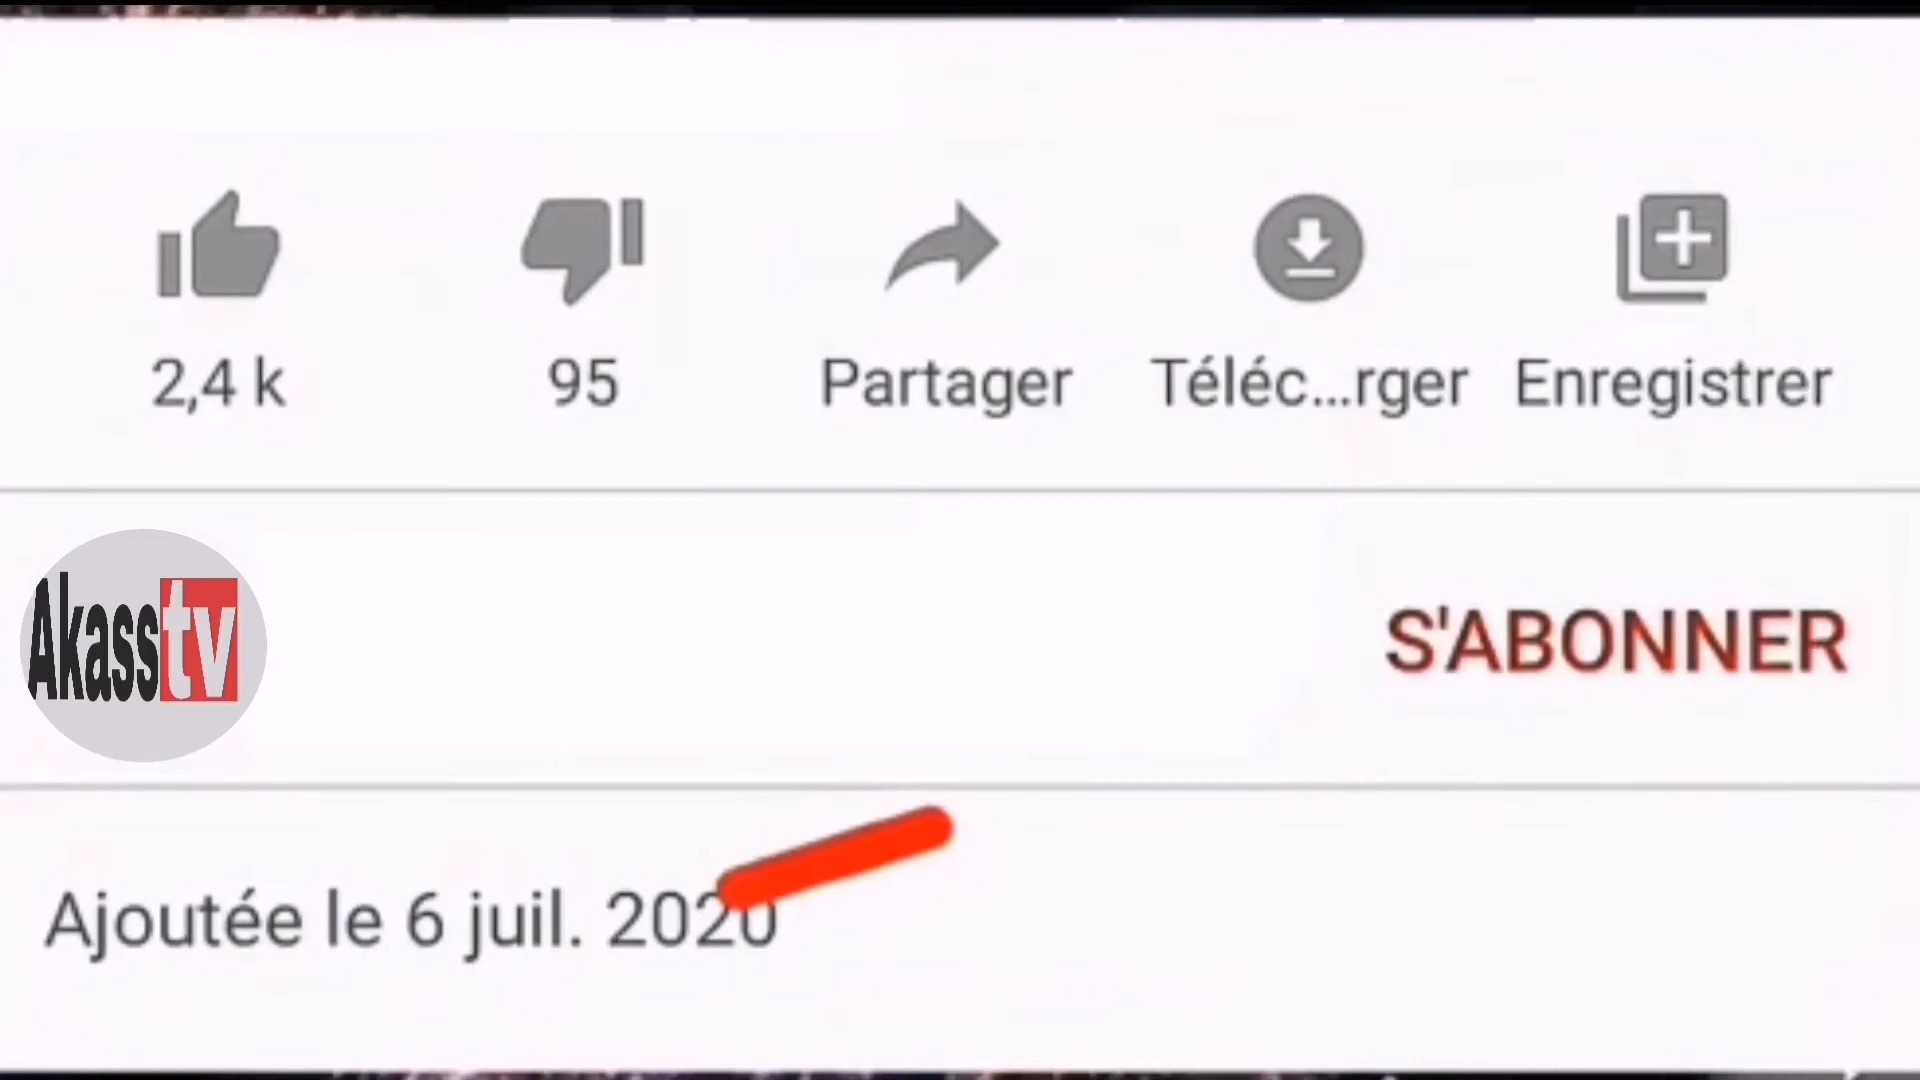 2,4 k 95 Partager Téléc...rger Enregistrer
Akasstv S'ABONNER
Ajoutée le 6 juil. 2020